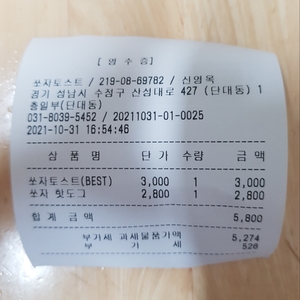 [ 영 수 증 ]
쏘자토스트 / 219-08-69782 / 신영옥
경기 성남시 수정구 산성대로 427 (단대동) 1
층일부(단대동)
031-8039-5452 / 20211031-01-0025
2021-10-31 16:54:46
상 품 명 단 가 수량 금 액
쏘자토스트(BEST) 3,000 1 3,000
쏘자 핫도그 2,800 1 2,800
합계 금액 5,800
부가세 과세물품가액 5,274
부 가 세 526